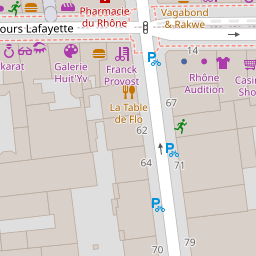 Pharmacie
du Rhône
Vagabond
& Rakwe
ours Lafayette
14
karat
Galerie
Huit'Yv
Franck
Provost
Rhône
Audition
Casin
Sho
La Table
de Flo
67
62
64
71
70
79